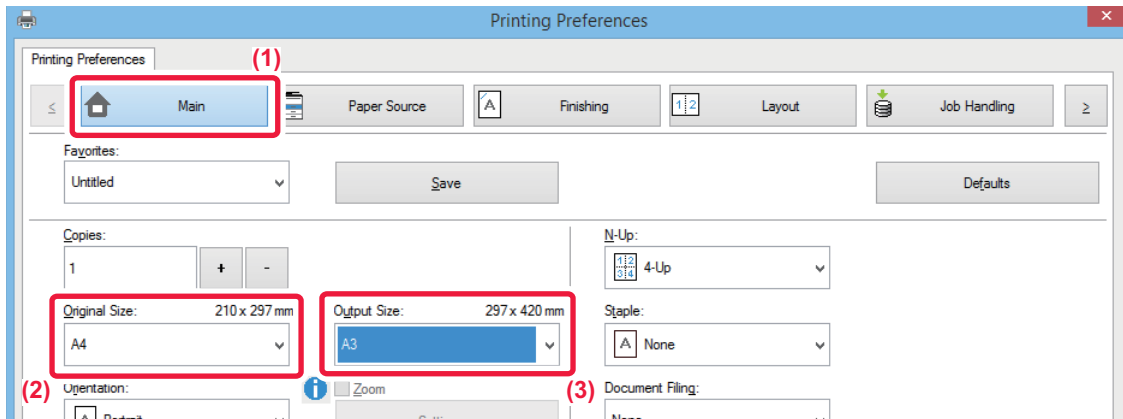 Printing Preferences
Printing Preferences
(1)
Main
Paper Source
Finishing
Layout
Job Handling
Favorites:
Untitled
Save
Defaults
Copies:
1
+
-
N-Up:
4-Up
Original Size: 210 x 297 mm
A4
Output Size: 297 x 420 mm
A3
Staple:
None
(2)
Orientation:
Portrait
Zoom
(3)
Document Filing:
None